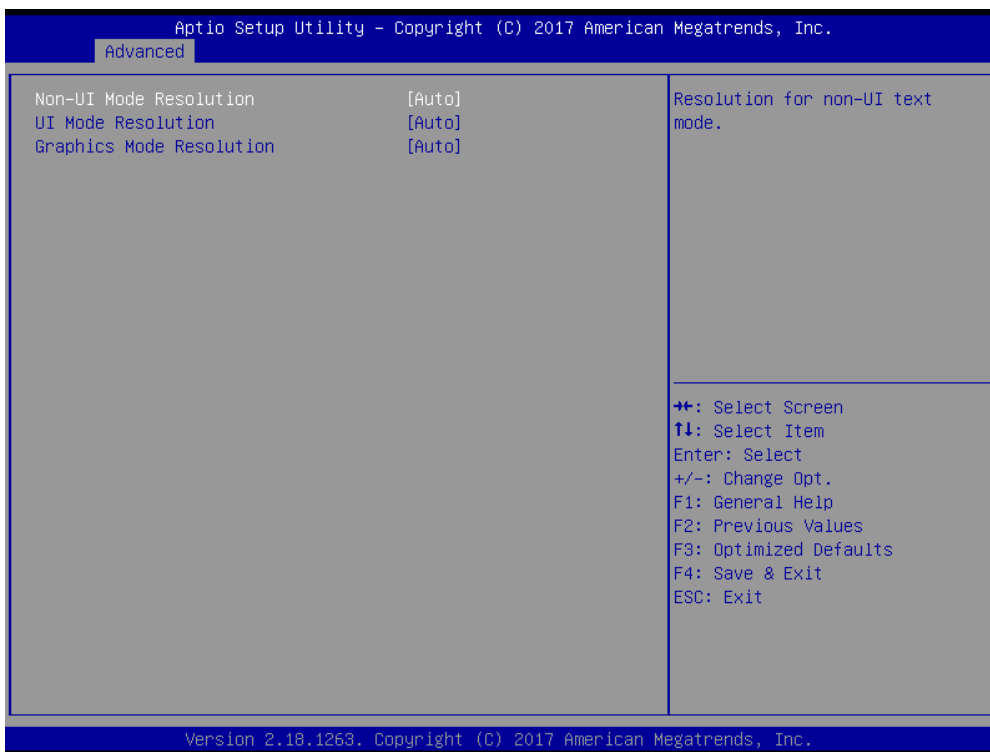 Aptio Setup Utility – Copyright (C) 2017 American Megatrends, Inc.
Advanced
Non-UI Mode Resolution [Auto]
UI Mode Resolution [Auto]
Graphics Mode Resolution [Auto]
Resolution for non-UI text
mode.
→←: Select Screen
↑↓: Select Item
Enter: Select
+/-: Change Opt.
F1: General Help
F2: Previous Values
F3: Optimized Defaults
F4: Save & Exit
ESC: Exit
Version 2.18.1263. Copyright (C) 2017 American Megatrends, Inc.